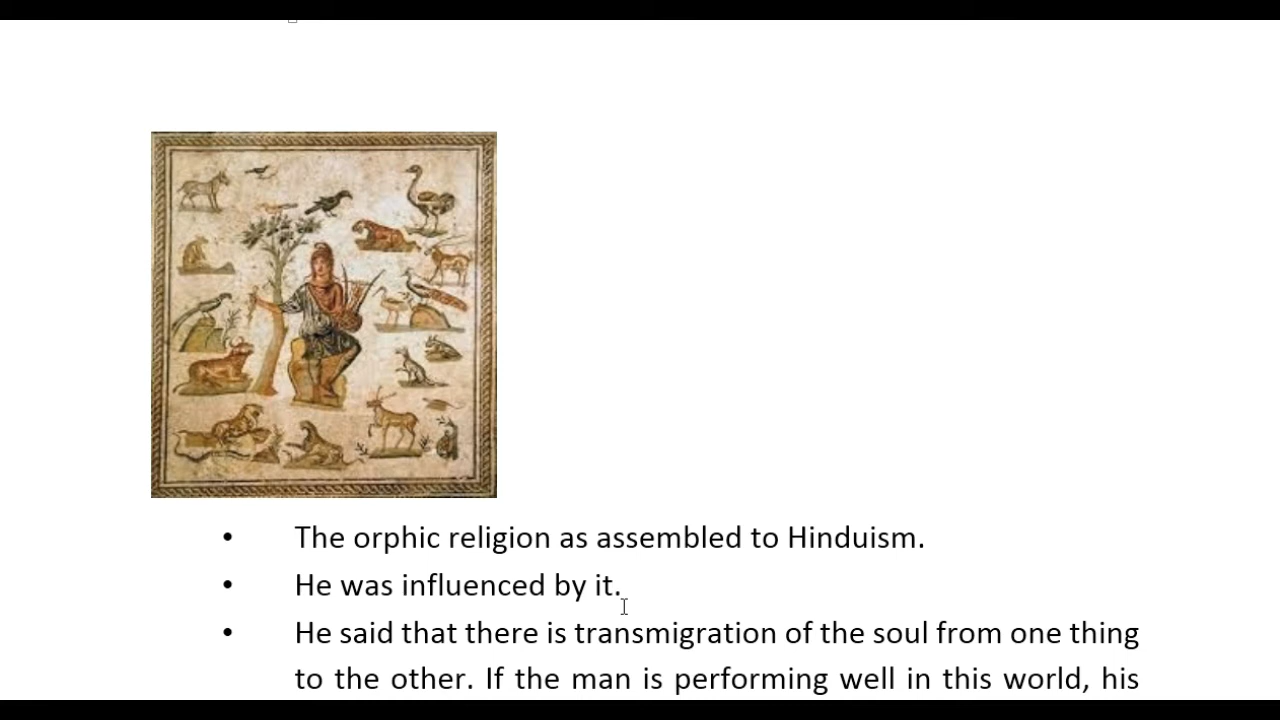 • The orphic religion as assembled to Hinduism.
• He was influenced by it.
• He said that there is transmigration of the soul from one thing
to the other. If the man is performing well in this world, his